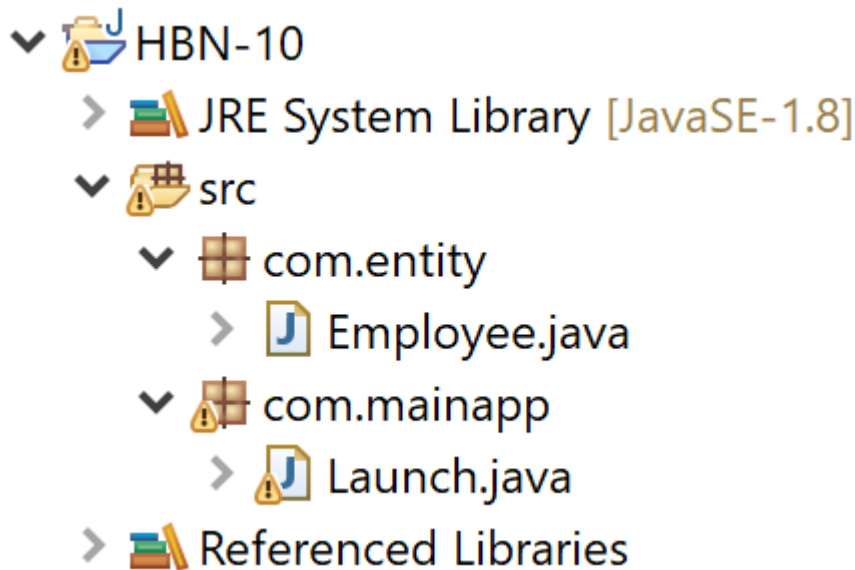 HBN-10
JRE System Library [JavaSE-1.8]
src
com.entity
Employee.java
com.mainapp
Launch.java
Referenced Libraries